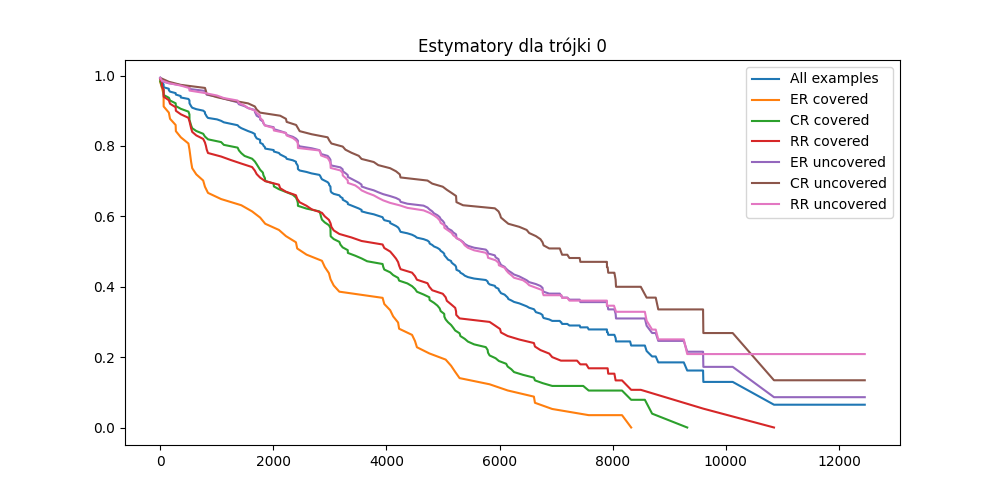 Estymatory dla trójki 0
1.0
0.8
0.6
0.4
0.2
0.0
0
2000
4000
6000
8000
10000
12000
All examples
ER covered
CR covered
RR covered
ER uncovered
CR uncovered
RR uncovered